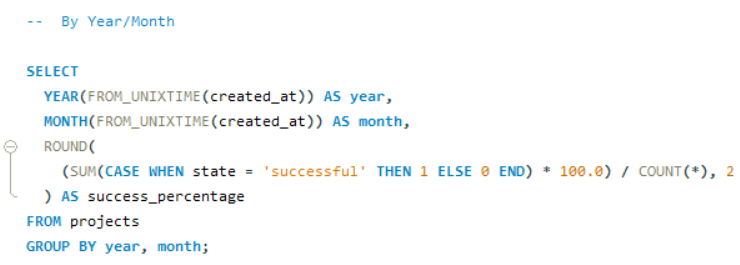 -- By Year/Month
SELECT
YEAR(FROM_UNIXTIME(created_at)) AS year,
MONTH(FROM_UNIXTIME(created_at)) AS month,
ROUND(
(SUM(CASE WHEN state = 'successful' THEN 1 ELSE 0 END) * 100.0) / COUNT(*), 2
) AS success_percentage
FROM projects
GROUP BY year, month;